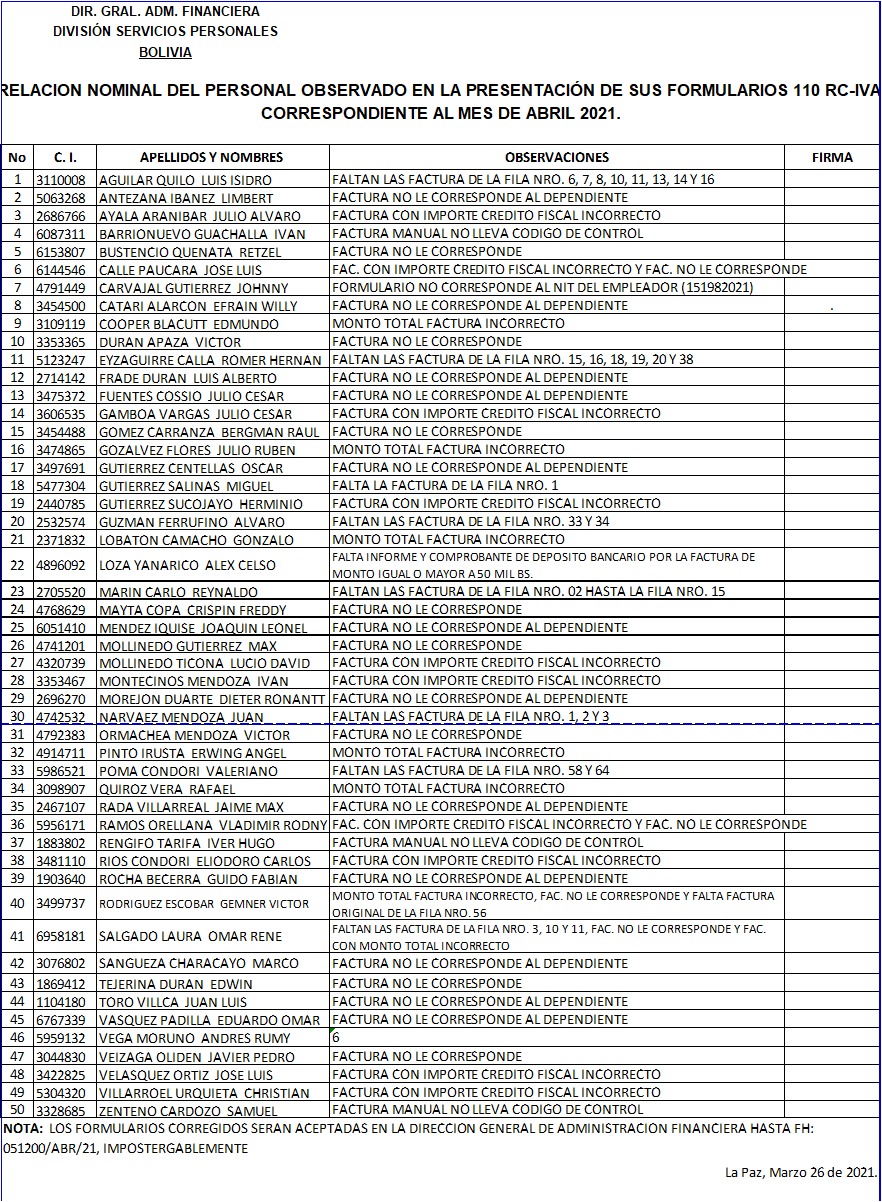 DIR. GRAL. ADM. FINANCIERA
DIVISIÓN SERVICIOS PERSONALES
BOLIVIA
RELACION NOMINAL DEL PERSONAL OBSERVADO EN LA PRESENTACIÓN DE SUS FORMULARIOS 110 RC-IVA
CORRESPONDIENTE AL MES DE ABRIL 2021.
No C. I. APELLIDOS Y NOMBRES OBSERVACIONES FIRMA
1 3110008 AGUILAR QUILO LUIS ISIDRO FALTAN LAS FACTURA DE LA FILA NRO. 6, 7, 8, 10, 11, 13, 14 Y 16
2 5063268 ANTEZANA IBANEZ LIMBERT FACTURA NO LE CORRESPONDE AL DEPENDIENTE
3 2686766 AYALA ARANIBAR JULIO ALVARO FACTURA CON IMPORTE CREDITO FISCAL INCORRECTO
4 6087311 BARRIONUEVO GUACHALLA IVAN FACTURA MANUAL NO LLEVA CODIGO DE CONTROL
5 6153807 BUSTENCIO QUENATA RETZEL FACTURA NO LE CORRESPONDE
6 6144546 CALLE PAUCARA JOSE LUIS FAC. CON IMPORTE CREDITO FISCAL INCORRECTO Y FAC. NO LE CORRESPONDE
7 4791449 CARVAJAL GUTIERREZ JOHNNY FORMULARIO NO CORRESPONDE AL NIT DEL EMPLEADOR (151982021)
8 3454500 CATARI ALARCON EFRAIN WILLY FACTURA NO LE CORRESPONDE AL DEPENDIENTE .
9 3109119 COOPER BLACUTT EDMUNDO MONTO TOTAL FACTURA INCORRECTO
10 3353365 DURAN APAZA VICTOR FACTURA NO LE CORRESPONDE
11 5123247 EYZAGUIRRE CALLA ROMER HERNAN FALTAN LAS FACTURA DE LA FILA NRO. 15, 16, 18, 19, 20 Y 38
12 2714142 FRADE DURAN LUIS ALBERTO FACTURA NO LE CORRESPONDE AL DEPENDIENTE
13 3475372 FUENTES COSSIO JULIO CESAR FACTURA NO LE CORRESPONDE AL DEPENDIENTE
14 3606535 GAMBOA VARGAS JULIO CESAR FACTURA CON IMPORTE CREDITO FISCAL INCORRECTO
15 3454488 GOMEZ CARRANZA BERGMAN RAUL FACTURA NO LE CORRESPONDE
16 3474865 GOZALVEZ FLORES JULIO RUBEN MONTO TOTAL FACTURA INCORRECTO
17 3497691 GUTIERREZ CENTELLAS OSCAR FACTURA NO LE CORRESPONDE AL DEPENDIENTE
18 5477304 GUTIERREZ SALINAS MIGUEL FALTA LA FACTURA DE LA FILA NRO. 1
19 2440785 GUTIERREZ SUCOJAYO HERMINIO FACTURA CON IMPORTE CREDITO FISCAL INCORRECTO
20 2532574 GUZMAN FERRUFINO ALVARO FALTAN LAS FACTURA DE LA FILA NRO. 33 Y 34
21 2371832 LOBATON CAMACHO GONZALO MONTO TOTAL FACTURA INCORRECTO
22 4896092 LOZA YANARICO ALEX CELSO FALTA INFORME Y COMPROBANTE DE DEPOSITO BANCARIO POR LA FACTURA DE
MONTO IGUAL O MAYOR A 50 MIL BS.
23 2705520 MARIN CARLO REYNALDO FALTAN LAS FACTURA DE LA FILA NRO. 02 HASTA LA FILA NRO. 15
24 4768629 MAYTA COPA CRISPIN FREDDY FACTURA NO LE CORRESPONDE
25 6051410 MENDEZ IQUISE JOAQUIN LEONEL FACTURA NO LE CORRESPONDE AL DEPENDIENTE
26 4741201 MOLLINEDO GUTIERREZ MAX FACTURA NO LE CORRESPONDE
27 4320739 MOLLINEDO TICONA LUCIO DAVID FACTURA CON IMPORTE CREDITO FISCAL INCORRECTO
28 3353467 MONTECINOS MENDOZA IVAN FACTURA CON IMPORTE CREDITO FISCAL INCORRECTO
29 2696270 MOREJON DUARTE DIETER RONANTT FACTURA NO LE CORRESPONDE AL DEPENDIENTE
30 4742532 NARVAEZ MENDOZA JUAN FALTAN LAS FACTURA DE LA FILA NRO. 1, 2 Y 3
31 4792383 ORMACHEA MENDOZA VICTOR FACTURA NO LE CORRESPONDE
32 4914711 PINTO IRUSTA ERWING ANGEL MONTO TOTAL FACTURA INCORRECTO
33 5986521 POMA CONDORI VALERIANO FALTAN LAS FACTURA DE LA FILA NRO. 58 Y 64
34 3098907 QUIROZ VERA RAFAEL MONTO TOTAL FACTURA INCORRECTO
35 2467107 RADA VILLARREAL JAIME MAX FACTURA NO LE CORRESPONDE AL DEPENDIENTE
36 5956171 RAMOS ORELLANA VLADIMIR RODNY FAC. CON IMPORTE CREDITO FISCAL INCORRECTO Y FAC. NO LE CORRESPONDE
37 1883802 RENGIFO TARIFA IVER HUGO FACTURA MANUAL NO LLEVA CODIGO DE CONTROL
38 3481110 RIOS CONDORI ELIODORO CARLOS FACTURA CON IMPORTE CREDITO FISCAL INCORRECTO
39 1903640 ROCHA BECERRA GUIDO FABIAN FACTURA NO LE CORRESPONDE AL DEPENDIENTE
40 3499737 RODRIGUEZ ESCOBAR GEMNER VICTOR MONTO TOTAL FACTURA INCORRECTO, FAC. NO LE CORRESPONDE Y FALTA FACTURA
ORIGINAL DE LA FILA NRO. 56
41 6958181 SALGADO LAURA OMAR RENE FALTAN LAS FACTURA DE LA FILA NRO. 3, 10 Y 11, FAC. NO LE CORRESPONDE Y FAC.
CON MONTO TOTAL INCORRECTO
42 3076802 SANGUEZA CHARACAYO MARCO FACTURA NO LE CORRESPONDE AL DEPENDIENTE
43 1869412 TEJERINA DURAN EDWIN FACTURA NO LE CORRESPONDE
44 1104180 TORO VILLCA JUAN LUIS FACTURA NO LE CORRESPONDE AL DEPENDIENTE
45 6767339 VASQUEZ PADILLA EDUARDO OMAR FACTURA NO LE CORRESPONDE AL DEPENDIENTE
46 5959132 VEGA MORUNO ANDRES RUMY 6
47 3044830 VEIZAGA OLIDEN JAVIER PEDRO FACTURA NO LE CORRESPONDE
48 3422825 VELASQUEZ ORTIZ JOSE LUIS FACTURA CON IMPORTE CREDITO FISCAL INCORRECTO
49 5304320 VILLARROEL URQUIETA CHRISTIAN FACTURA CON IMPORTE CREDITO FISCAL INCORRECTO
50 3328685 ZENTENO CARDOZO SAMUEL FACTURA MANUAL NO LLEVA CODIGO DE CONTROL
NOTA: LOS FORMULARIOS CORREGIDOS SERAN ACEPTADAS EN LA DIRECCION GENERAL DE ADMINISTRACION FINANCIERA HASTA FH:
051200/ABR/21, IMPOSTERGABLEMENTE
La Paz, Marzo 26 de 2021.